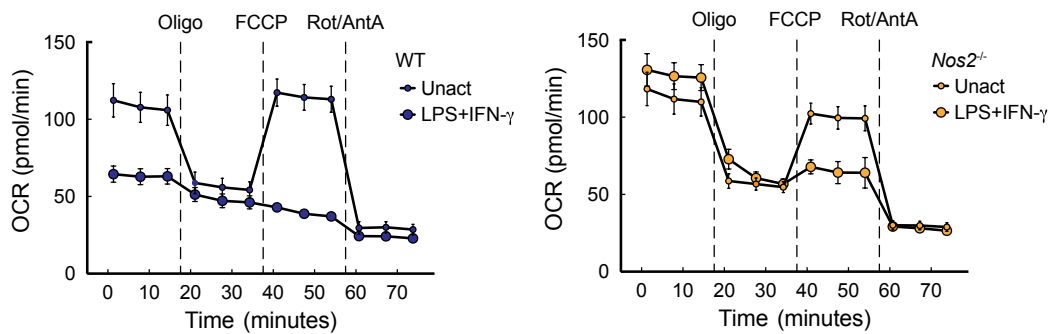 Oligo FCCP Rot/AntA
150
100
50
0
OCR (pmol/min)
WT
Unact
LPS+IFN-γ
0 10 20 30 40 50 60 70
Time (minutes)
Oligo FCCP Rot/AntA
150
100
50
0
OCR (pmol/min)
Nos2-/-
Unact
LPS+IFN-γ
0 10 20 30 40 50 60 70
Time (minutes)